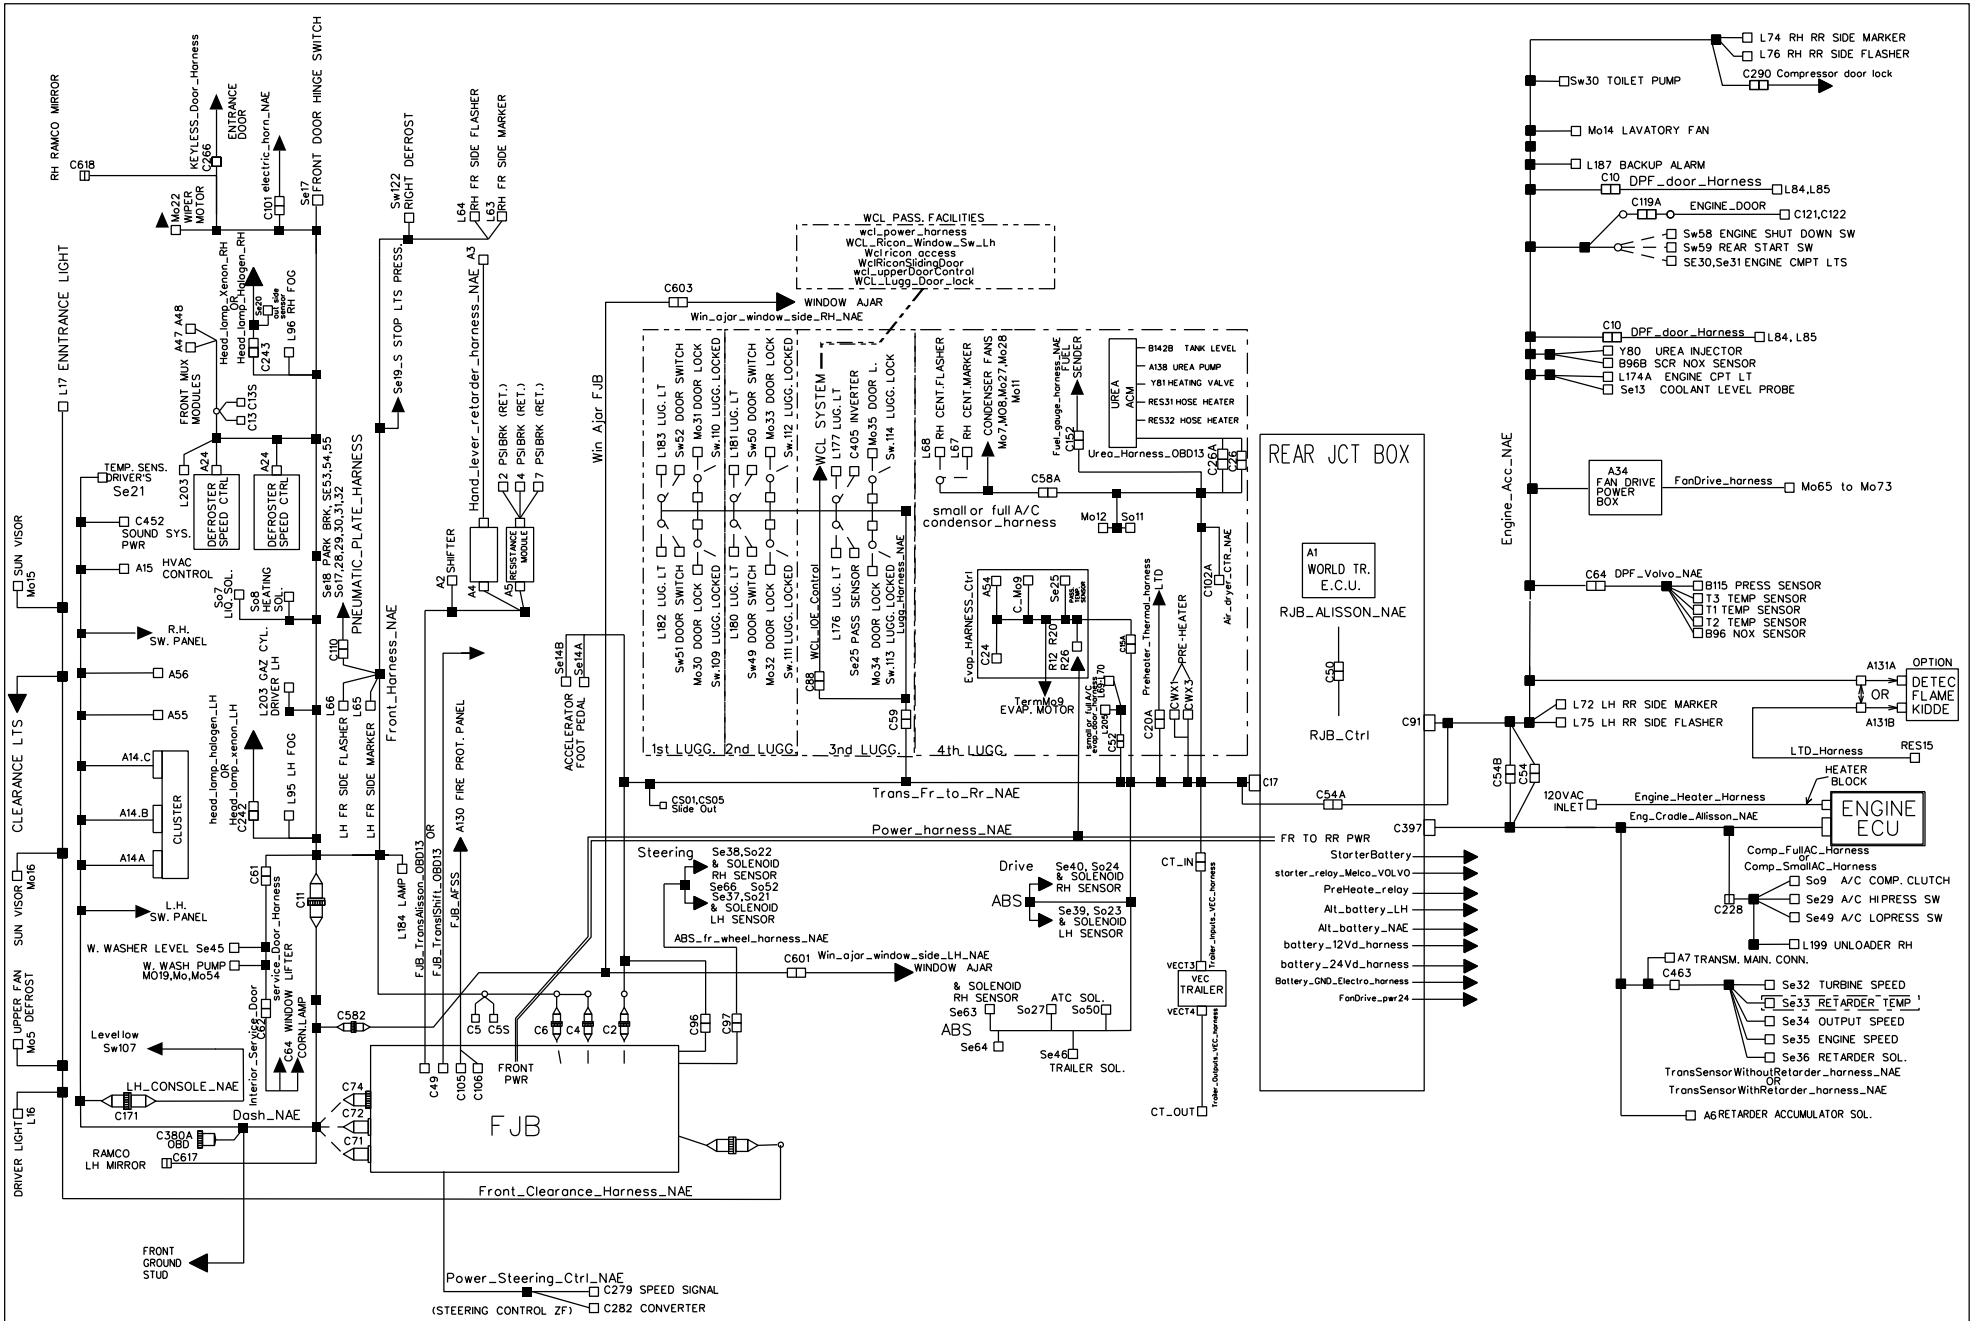 RH RAMCO MIRROR
C618
KEYLESS_Door_Harness
C266
ENTRANCE
DOOR
Mo22
WIPER
MOTOR
C101 electric_horn_NAE
Se17
FRONT DOOR HINGE SWITCH
L17 ENNTRANCE LIGHT
FRONT MUX
MODULES
A47 A48
Head_lamp_Xenon_RH
OR
Head_lamp_Halogen_RH
C243
Se20
out side
sensor
L96 RH FOG
C13 C13S
TEMP. SENS.
DRIVER'S
Se21
L203
A24
DEFROSTER
SPEED CTRL
A24
DEFROSTER
SPEED CTRL
C452
SOUND SYS.
PWR
A15 HVAC
CONTROL
SUN VISOR
Mo15
So7
LIQ_SOL.
So8
HEATING
SOL.
Se18 PARK BRK, SE53,54,55
So17,28,29,30,31,32
PNEUMATIC_PLATE_HARNESS
C110
R.H.
SW. PANEL
A56
A55
L203 GAZ CYL.
DRIVER LH
L66
LH FR SIDE FLASHER
L65
LH FR SIDE MARKER
Front_Harness_NAE
CLEARANCE LTS
A14.C
A14.B
A14A
CLUSTER
head_lamp_halogen_LH
OR
Head_lamp_xenon_LH
C242
L95 LH FOG
SUN VISOR
Mo16
L.H.
SW. PANEL
C61
service_Door_Harness
C11
L184 LAMP
W. WASHER LEVEL Se45
W. WASH PUMP
MO19,Mo,Mo54
UPPER FAN
DEFROST
Mo5
Levellow
Sw107
LH_CONSOLE_NAE
C171
Interior_Service_Door
C62
C64 WINDOW LIFTER
CORN.LAMP
C582
Dash_NAE
C380A
OBD
RAMCO
LH MIRROR
C617
DRIVER LIGHT
L16
FRONT
GROUND
STUD
Sw122
RIGHT DEFROST
L64
RH FR SIDE FLASHER
L63
RH FR SIDE MARKER
Se19_S STOP LTS PRESS.
A3
Hand_lever_retarder_harness_NAE
2 PSIBRK (RET.)
4 PSIBRK (RET.)
7 PSIBRK (RET.)
A2
SHIFTER
A4
A5
RESISTANCE
MODULE
Win Ajar FJB
C603
WINDOW AJAR
Win_ajar_window_side_RH_NAE
Se14B
Se14A
ACCELERATOR
FOOT PEDAL
FJB_TransAlisson_OBD13
OR
FJB_TranslShift_OBD13
FJB_AFSS
A130 FIRE PROT. PANEL
C49
C105
C106
FRONT
PWR
C5
C5S
C6
C4
C2
C96
C97
C74
C72
C71
FJB
Front_Clearance_Harness_NAE
Power_Steering_Ctrl_NAE
(STEERING CONTROL ZF)
C279 SPEED SIGNAL
C282 CONVERTER
WCL PASS. FACILITIES
wcl_power_harness
WCL_Ricon_Window_Sw_Lh
Wclricon access
WclRiconSlidingDoor
wcl_upperDoorControl
WCL_Lugg_Door_lock
L183 LUG. LT
Sw52 DOOR SWITCH
Mo31 DOOR LOCK
Sw.110 LUGG.LOCKED
L182 LUG. LT
Sw51 DOOR SWITCH
Mo30 DOOR LOCK
Sw.109 LUGG.LOCKED
1st LUGG.
L181 LUG. LT
Sw50 DOOR SWITCH
Mo33 DOOR LOCK
Sw.112 LUGG.LOCKED
L180 LUG. LT
Sw49 DOOR SWITCH
Mo32 DOOR LOCK
Sw.111 LUGG.LOCKED
2nd LUGG.
WCL SYSTEM
WCL_IOE_Control
C88
L177 LUG. LT
C405 INVERTER
Mo35 DOOR L.
Sw.114 LUGG. LOCK
L176 LUG. LT
Se25 PASS SENSOR
Mo34 DOOR LOCK
Sw.113 LUGG.LOCKED
Lugg_Harness_NAE
C59
3rd LUGG.
4th LUGG.
L68
RH CENT.FLASHER
L67
RH CENT.MARKER
CONDENSER FANS
Mo7,MO8,Mo27,Mo28
Mo11
C58A
small or full A/C
condensor_harness
Mo12
So11
Fuel_gauge_harness_NAE
C152
FUEL
SENDER
UREA
ACM
B142B TANK LEVEL
A138 UREA PUMP
Y81 HEATING VALVE
RES31 HOSE HEATER
RES32 HOSE HEATER
Urea_Harness_OBD13
C26A
C26
C102A
Air_dryer_CTR_NAE
Evap_HARNESS_Ctrl
A54
C_Mo9
Se25
PASS.
TEMP.
SENSOR
C24
R12 R20
R26
TermMo9
EVAP. MOTOR
C15A
L69,L70
small or full A/C
evap_door_harness
L205
C52
Preheater_Thermal_harness
LTD
C20A
PRE-HEATER
CWX1
CWX3
CS01,CS05
Slide Out
Trans_Fr_to_Rr_NAE
C17
Power_harness_NAE
FR TO RR PWR
Steering
Se38,So22
& SOLENOID
RH SENSOR
Se66 So52
Se37,So21
& SOLENOID
LH SENSOR
ABS_fr_wheel_harness_NAE
C601
Win_ajar_window_side_LH_NAE
WINDOW AJAR
Drive
ABS
Se40, So24
& SOLENOID
RH SENSOR
Se39, So23
& SOLENOID
LH SENSOR
& SOLENOID
RH SENSOR
Se63
ABS
Se64
So27
ATC SOL.
So50
Se46
TRAILER SOL.
CT_IN
Trailer_Inputs_VEC_harness
VECT3
VEC
TRAILER
VECT4
Trailer_Outputs_VEC_harness
CT_OUT
REAR JCT BOX
A1
WORLD TR.
E.C.U.
RJB_ALISSON_NAE
C50
RJB_Ctrl
C91
C54A
C397
StarterBattery
starter_relay_Melco_VOLVO
PreHeate_relay
Alt_battery_LH
Alt_battery_NAE
battery_12Vd_harness
battery_24Vd_harness
Battery_GND_Electro_harness
FanDrive_pwr24
L74 RH RR SIDE MARKER
L76 RH RR SIDE FLASHER
C290 Compressor door lock
Sw30 TOILET PUMP
Mo14 LAVATORY FAN
L187 BACKUP ALARM
C10
DPF_door_Harness
L84,L85
C119A
ENGINE_DOOR
C121,C122
Sw58 ENGINE SHUT DOWN SW
Sw59 REAR START SW
SE30,Se31 ENGINE CMPT LTS
C10
DPF_door_Harness
L84, L85
Y80 UREA INJECTOR
B96B SCR NOX SENSOR
L174A ENGINE CPT LT
Se13 COOLANT LEVEL PROBE
Engine_Acc_NAE
A34
FAN DRIVE
POWER
BOX
FanDrive_harness
Mo65 to Mo73
C64
DPF_Volvo_NAE
B115 PRESS SENSOR
T3 TEMP SENSOR
T1 TEMP SENSOR
T2 TEMP SENSOR
B96 NOX SENSOR
A131A
OR
A131B
OPTION
DETEC
FLAME
KIDDE
L72 LH RR SIDE MARKER
L75 LH RR SIDE FLASHER
LTD_Harness
RES15
C54B
C54
120VAC
INLET
Engine_Heater_Harness
HEATER
BLOCK
Eng_Cradle_Allisson_NAE
ENGINE
ECU
Comp_FullAC_Harness
or
Comp_SmallAC_Harness
C228
So9 A/C COMP. CLUTCH
Se29 A/C HIPRESS SW
Se49 A/C LOPRESS SW
L199 UNLOADER RH
A7 TRANSM. MAIN. CONN.
C463
Se32 TURBINE SPEED
Se33 RETARDER TEMP
Se34 OUTPUT SPEED
Se35 ENGINE SPEED
Se36 RETARDER SOL.
TransSensorWithoutRetarder_harness_NAE
OR
TransSensorWithRetarder_harness_NAE
A6 RETARDER ACCUMULATOR SOL.